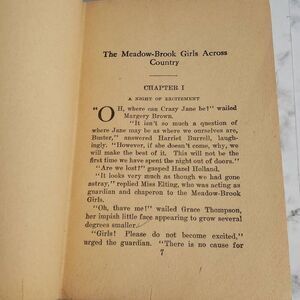 The Meadow-Brook Girls Across
Country
CHAPTER I
A NIGHT OF EXCITEMENT
"OH, where can Crazy Jane be!" wailed
Margery Brown.
"It isn't so much a question of
where Jane may be as where we ourselves are,
Buster," answered Harriet Burrell, laugh-
ingly. "However, if she doesn't come, why, we
will make the best of it. This will not be the
first time we have spent the night out of doors."
"Are we lost?" gasped Hazel Holland.
"It looks very much as though we had gone
astray," replied Miss Elting, who was acting as
guardian and chaperon to the Meadow-Brook
Girls.
"Oh, thave me!" wailed Grace Thompson,
her impish little face appearing to grow several
degrees smaller.
"Girls! Please do not become excited,"
urged the guardian. "There is no cause for
7